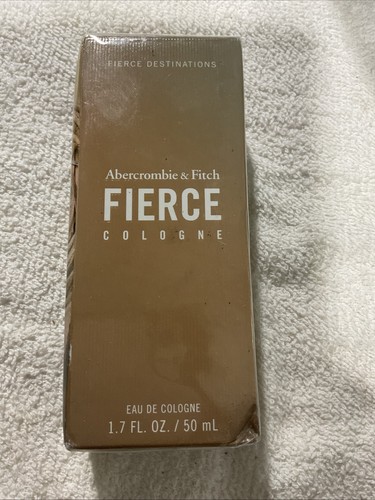 FIERCE DESTINATIONS
Abercrombie & Fitch
FIERCE
COLOGNE
EAU DE COLOGNE
1.7 FL. OZ. / 50 mL